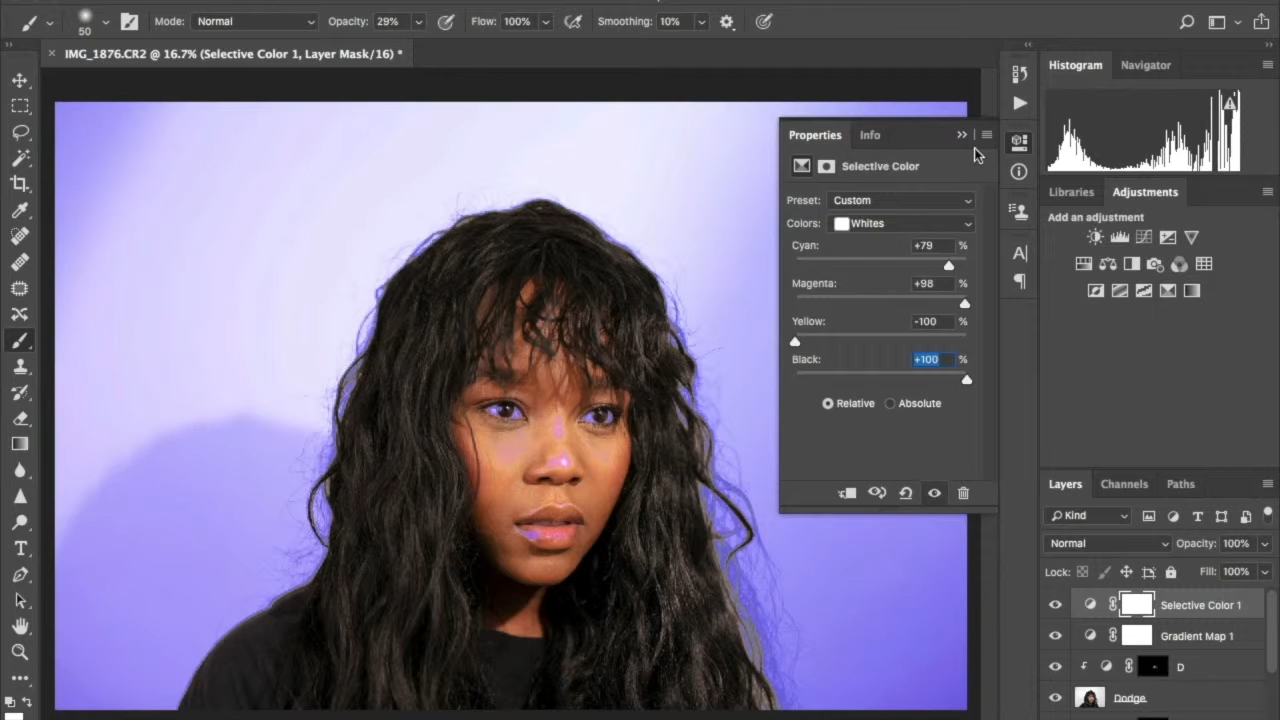 50 Mode: Normal Opacity: 29% Flow: 100% Smoothing: 10%
× IMG_1876.CR2 @ 16.7% (Selective Color 1, Layer Mask/16) *
Histogram Navigator
Properties Info
Selective Color
Preset: Custom
Colors: Whites
Cyan: +79 %
Magenta: +98 %
Yellow: -100 %
Black: +100 %
Relative Absolute
Libraries Adjustments
Add an adjustment
Layers Channels Paths
Kind
Normal Opacity: 100%
Lock: Fill: 100%
Selective Color 1
Gradient Map 1
D
Dodge